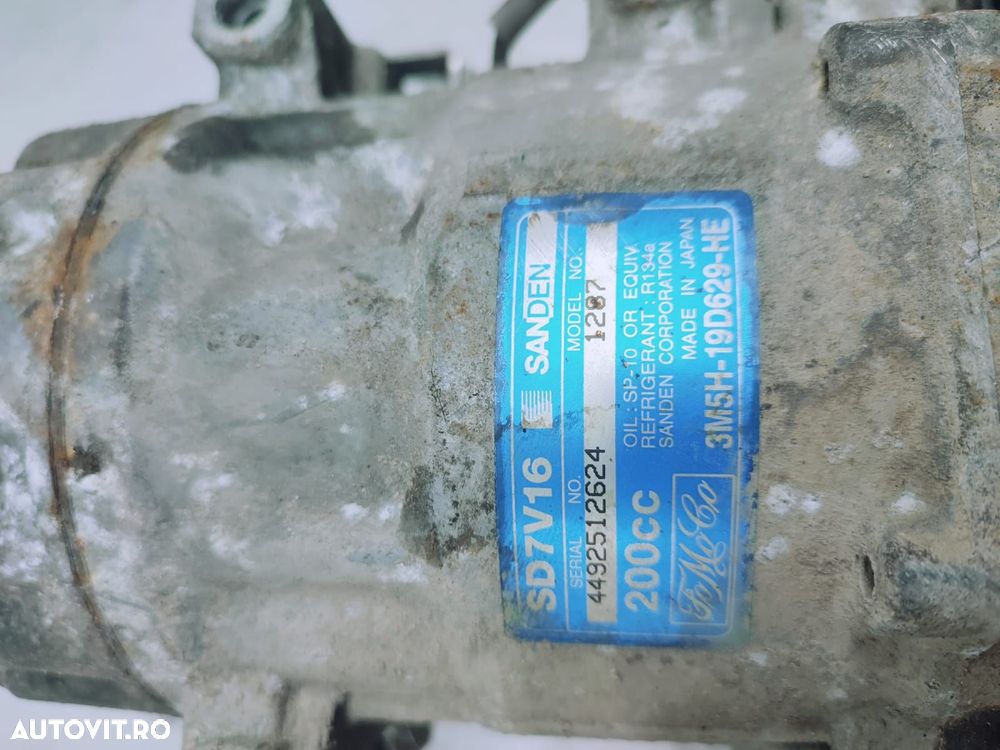 SD7V16 SANDEN
SERIAL NO. MODEL NO.
4492512624 1287
200CC
OIL : SP-10 OR EQUIV.
REFRIGERANT : R134a
SANDEN CORPORATION
MADE IN JAPAN
FoMoCo
3M5H-19D629-HE
AUTOVIT.RO